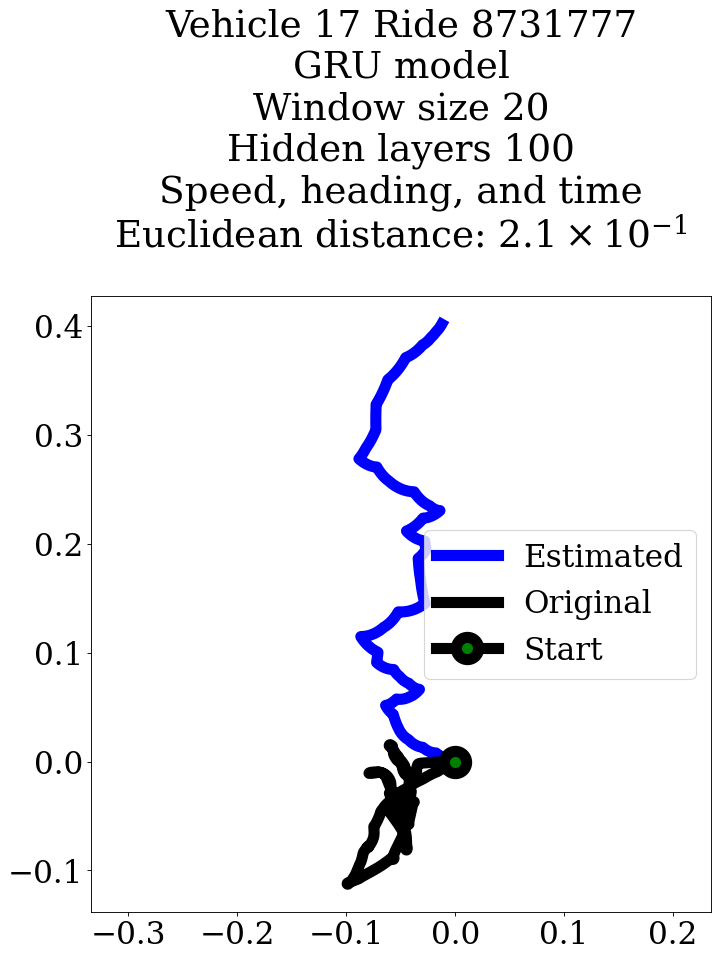 Vehicle 17 Ride 8731777
GRU model
Window size 20
Hidden layers 100
Speed, heading, and time
Euclidean distance: 2.1 × 10⁻¹
0.4
0.3
0.2
0.1
0.0
−0.1
Estimated
Original
Start
−0.3 −0.2 −0.1 0.0 0.1 0.2